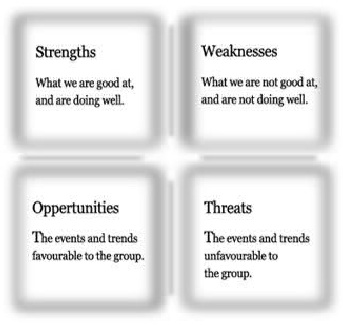 Strengths
What we are good at,
and are doing well.
Weaknesses
What we are not good at,
and are not doing well.
Oppertunities
The events and trends
favourable to the group.
Threats
The events and trends
unfavourable to
the group.